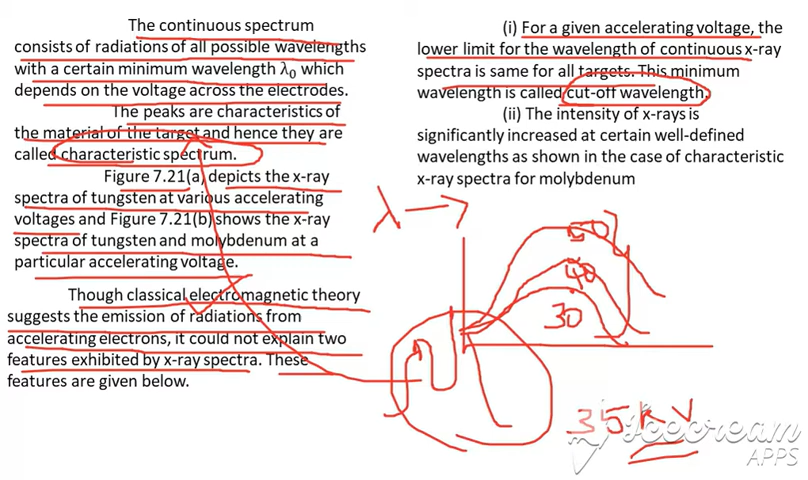 The continuous spectrum
consists of radiations of all possible wavelengths
with a certain minimum wavelength λ₀ which
depends on the voltage across the electrodes.
The peaks are characteristics of
the material of the target and hence they are
called characteristic spectrum.
Figure 7.21(a) depicts the x-ray
spectra of tungsten at various accelerating
voltages and Figure 7.21(b) shows the x-ray
spectra of tungsten and molybdenum at a
particular accelerating voltage.
Though classical electromagnetic theory
suggests the emission of radiations from
accelerating electrons, it could not explain two
features exhibited by x-ray spectra. These
features are given below.
(i) For a given accelerating voltage, the
lower limit for the wavelength of continuous x-ray
spectra is same for all targets. This minimum
wavelength is called cut-off wavelength.
(ii) The intensity of x-rays is
significantly increased at certain well-defined
wavelengths as shown in the case of characteristic
x-ray spectra for molybdenum
λ →
50
40
30
35 kV
Icecream
APPS